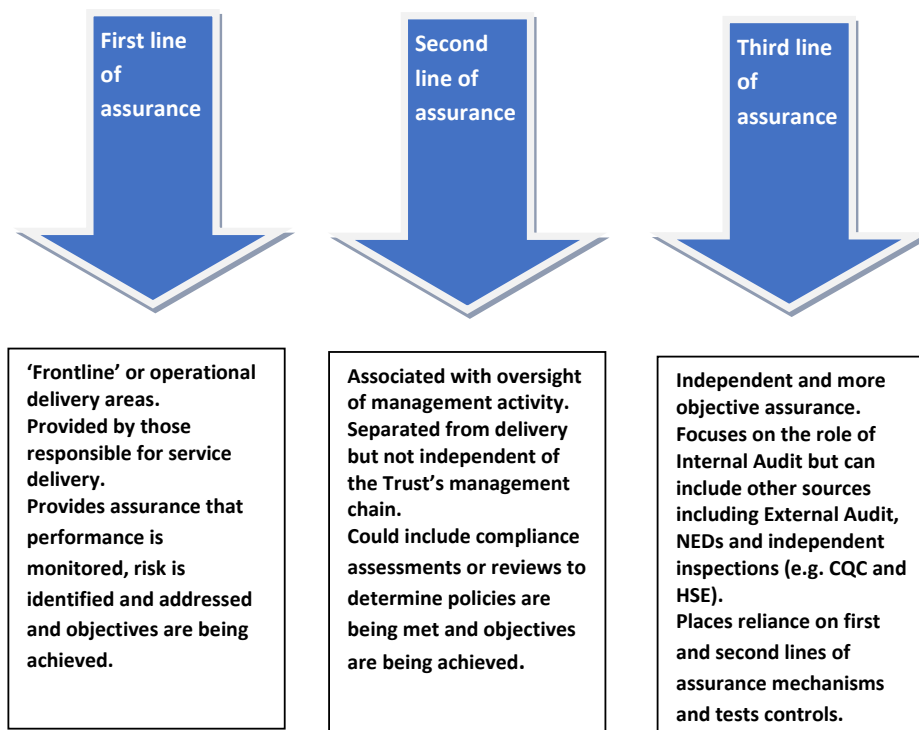 First line
of
assurance
Second
line of
assurance
Third line
of
assurance
‘Frontline’ or operational
delivery areas.
Provided by those
responsible for service
delivery.
Provides assurance that
performance is
monitored, risk is
identified and addressed
and objectives are being
achieved.
Associated with oversight
of management activity.
Separated from delivery
but not independent of
the Trust’s management
chain.
Could include compliance
assessments or reviews to
determine policies are
being met and objectives
are being achieved.
Independent and more
objective assurance.
Focuses on the role of
Internal Audit but can
include other sources
including External Audit,
NEDs and independent
inspections (e.g. CQC and
HSE).
Places reliance on first
and second lines of
assurance mechanisms
and tests controls.